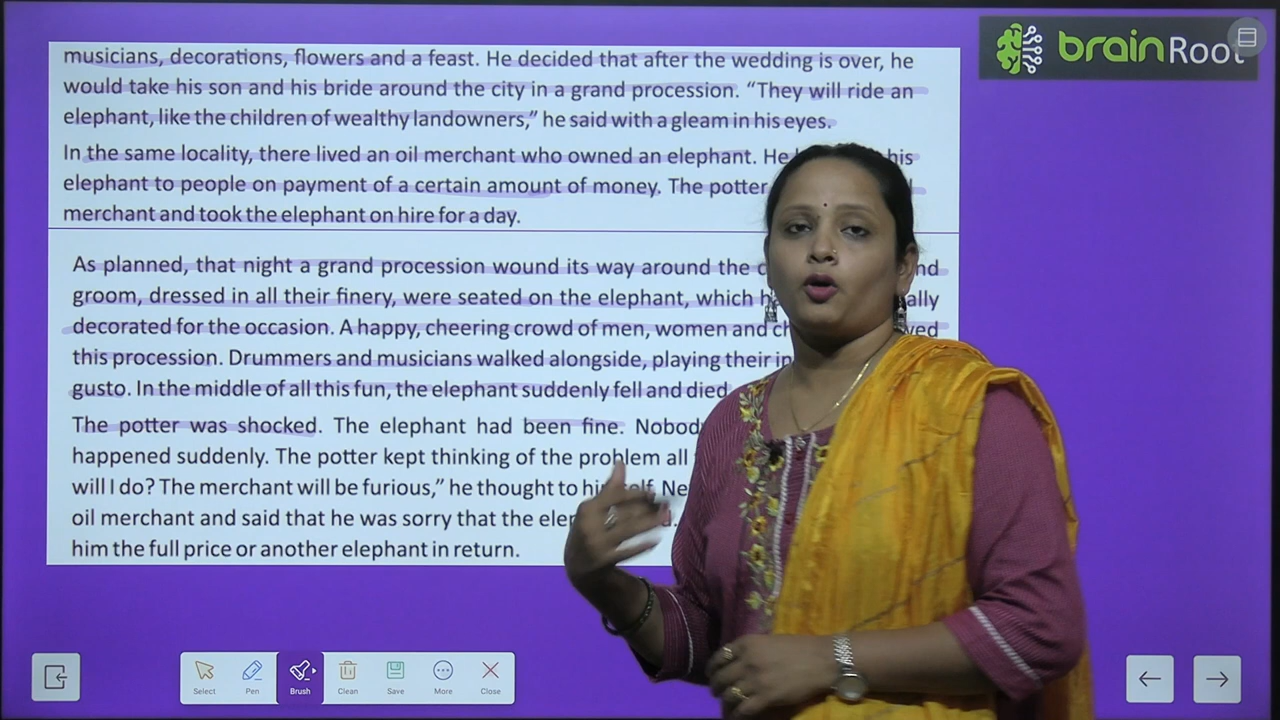 musicians, decorations, flowers and a feast. He decided that after the wedding is over, he
would take his son and his bride around the city in a grand procession. “They will ride an
elephant, like the children of wealthy landowners,” he said with a gleam in his eyes.
In the same locality, there lived an oil merchant who owned an elephant. He his
elephant to people on payment of a certain amount of money. The potter
merchant and took the elephant on hire for a day.
As planned, that night a grand procession wound its way around the
groom, dressed in all their finery, were seated on the elephant, which
decorated for the occasion. A happy, cheering crowd of men, women and
this procession. Drummers and musicians walked alongside, playing their
gusto. In the middle of all this fun, the elephant suddenly fell and died
The potter was shocked. The elephant had been fine.
happened suddenly. The potter kept thinking of the problem all
will I do? The merchant will be furious,” he thought to
oil merchant and said that he was sorry that the
him the full price or another elephant in return.
brainRoot
Select Pen Brush Clean Save More Close